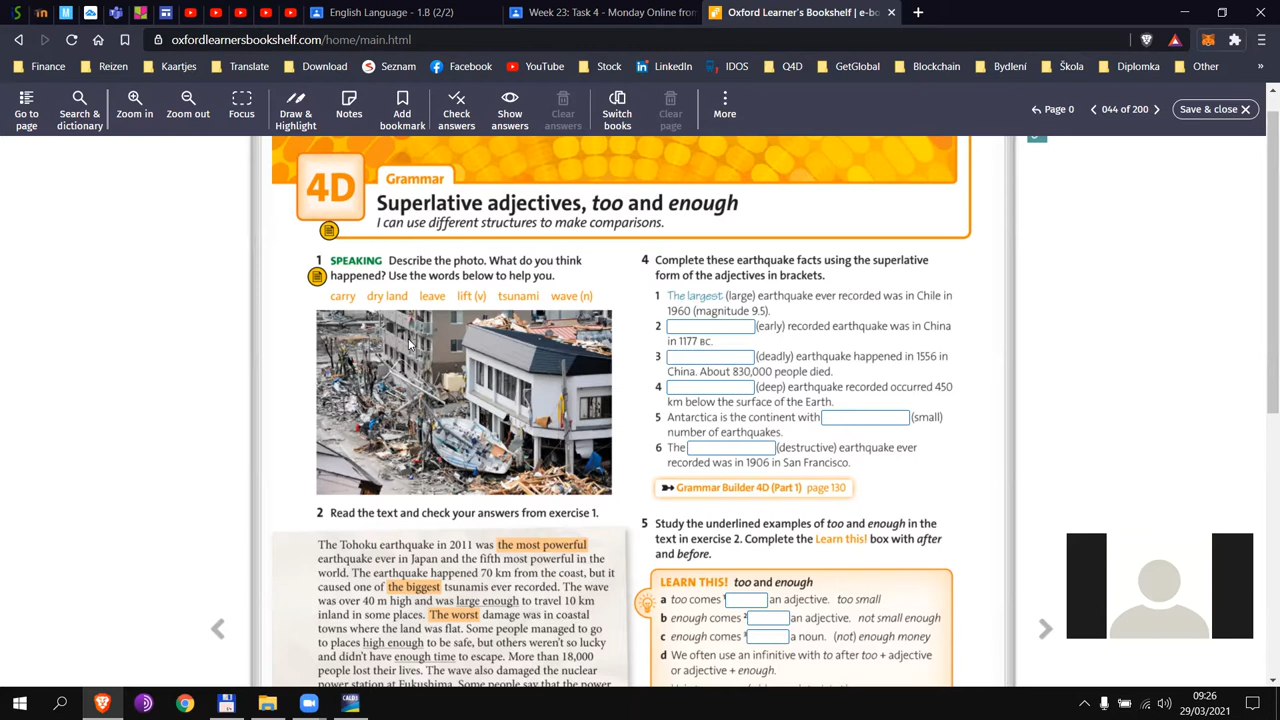 English Language - 1.B (2/2)
Week 23: Task 4 - Monday Online from
Oxford Learner's Bookshelf | e-bo
oxfordlearnersbookshelf.com/home/main.html
Finance
Reizen
Kaartjes
Translate
Download
Seznam
Facebook
YouTube
Stock
LinkedIn
IDOS
Q4D
GetGlobal
Blockchain
Bydlení
Škola
Diplomka
Other
Go to page
Search & dictionary
Zoom in
Zoom out
Focus
Draw & Highlight
Notes
Add bookmark
Check answers
Show answers
Clear answers
Switch books
Clear page
More
Page 0
044 of 200
Save & close
4D
Grammar
Superlative adjectives, too and enough
I can use different structures to make comparisons.
1 SPEAKING Describe the photo. What do you think
happened? Use the words below to help you.
carry dry land leave lift (v) tsunami wave (n)
2 Read the text and check your answers from exercise 1.
The Tohoku earthquake in 2011 was the most powerful
earthquake ever in Japan and the fifth most powerful in the
world. The earthquake happened 70 km from the coast, but it
caused one of the biggest tsunamis ever recorded. The wave
was over 40 m high and was large enough to travel 10 km
inland in some places. The worst damage was in coastal
towns where the land was flat. Some people managed to go
to places high enough to be safe, but others weren't so lucky
and didn't have enough time to escape. More than 18,000
people lost their lives. The wave also damaged the nuclear
power station at Fukushima. Some people say that the power
4 Complete these earthquake facts using the superlative
form of the adjectives in brackets.
1 The largest (large) earthquake ever recorded was in Chile in
1960 (magnitude 9.5).
2 (early) recorded earthquake was in China
in 1177 BC.
3 (deadly) earthquake happened in 1556 in
China. About 830,000 people died.
4 (deep) earthquake recorded occurred 450
km below the surface of the Earth.
5 Antarctica is the continent with (small)
number of earthquakes.
6 The (destructive) earthquake ever
recorded was in 1906 in San Francisco.
Grammar Builder 4D (Part 1) page 130
5 Study the underlined examples of too and enough in the
text in exercise 2. Complete the Learn this! box with after
and before.
LEARN THIS! too and enough
a too comes 1 an adjective. too small
b enough comes 2 an adjective. not small enough
c enough comes 3 a noun. (not) enough money
d We often use an infinitive with to after too + adjective
or adjective + enough.
09:26
29/03/2021